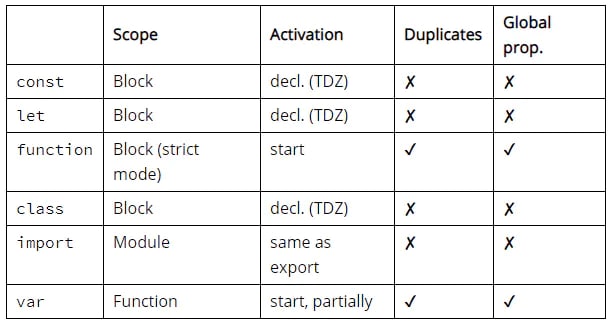 Scope Activation Duplicates Global
prop.
const Block decl. (TDZ) ✗ ✗
let Block decl. (TDZ) ✗ ✗
function Block (strict start ✓ ✓
mode)
class Block decl. (TDZ) ✗ ✗
import Module same as ✗ ✗
export
var Function start, partially ✓ ✓